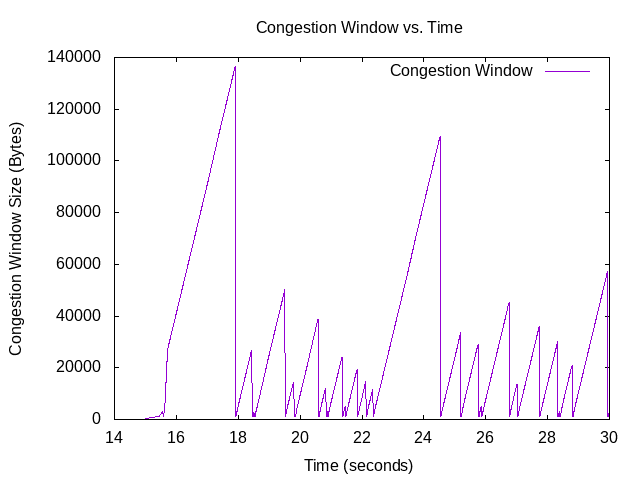 Congestion Window vs. Time
Congestion Window
Congestion Window Size (Bytes)
140000
120000
100000
80000
60000
40000
20000
0
14 16 18 20 22 24 26 28 30
Time (seconds)